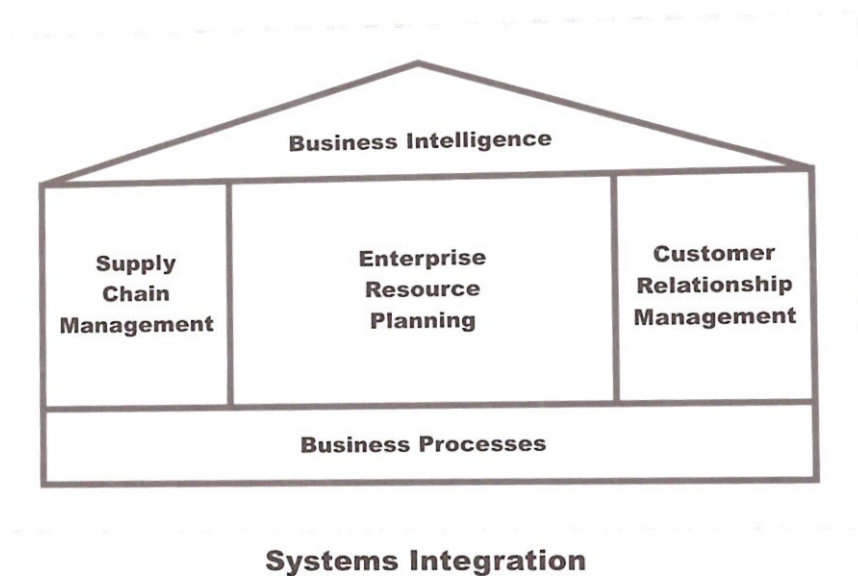 Business Intelligence
Supply
Chain
Management
Enterprise
Resource
Planning
Customer
Relationship
Management
Business Processes
Systems Integration